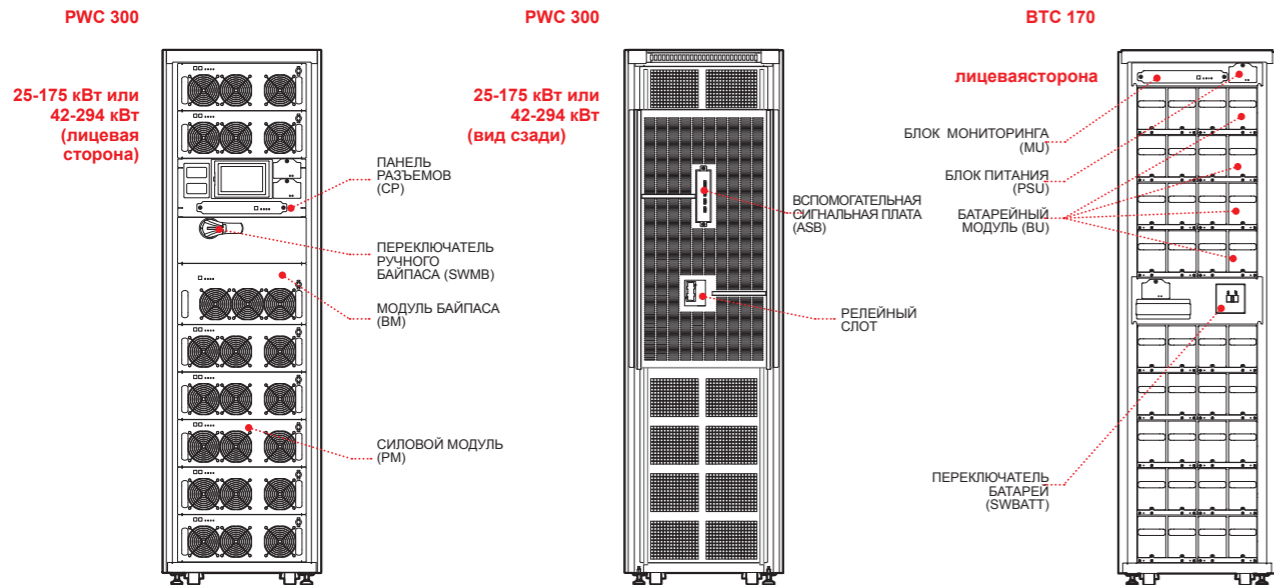 PWC 300
25-175 кВт или
42-294 кВт
(лицевая
сторона)
ПАНЕЛЬ
РАЗЪЕМОВ
(CP)
ПЕРЕКЛЮЧАТЕЛЬ
РУЧНОГО
БАЙПАСА (SWMB)
МОДУЛЬ БАЙПАСА
(BM)
СИЛОВОЙ МОДУЛЬ
(PM)
PWC 300
25-175 кВт или
42-294 кВт
(вид сзади)
ВСПОМОГАТЕЛЬНАЯ
СИГНАЛЬНАЯ ПЛАТА
(ASB)
РЕЛЕЙНЫЙ
СЛОТ
BTC 170
лицеваясторона
БЛОК МОНИТОРИНГА
(MU)
БЛОК ПИТАНИЯ
(PSU)
БАТАРЕЙНЫЙ
МОДУЛЬ (BU)
ПЕРЕКЛЮЧАТЕЛЬ
БАТАРЕЙ
(SWBATT)